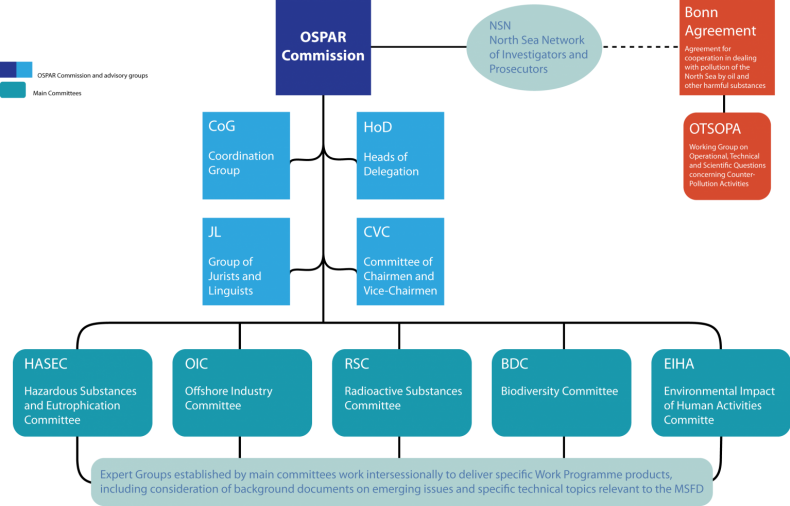 OSPAR
Commission
NSN
North Sea Network
of Investigators and
Prosecutors
Bonn
Agreement
Agreement for
cooperation in dealing
with pollution of the
North Sea by oil and
other harmful substances
OSPAR Commission and advisory groups
Main Committees
OTSOPA
Working Group on
Operational, Technical
and Scientific Questions
concerning Counter-
Pollution Activities
CoG
Coordination
Group
HoD
Heads of
Delegation
JL
Group of
Jurists and
Linguists
CVC
Committee of
Chairmen and
Vice-Chairmen
HASEC
Hazardous Substances
and Eutrophication
Committee
OIC
Offshore Industry
Committee
RSC
Radioactive Substances
Committee
BDC
Biodiversity Committee
EIHA
Environmental Impact
of Human Activities
Committe
Expert Groups established by main committees work intersessionally to deliver specific Work Programme products,
including consideration of background documents on emerging issues and specific technical topics relevant to the MSFD